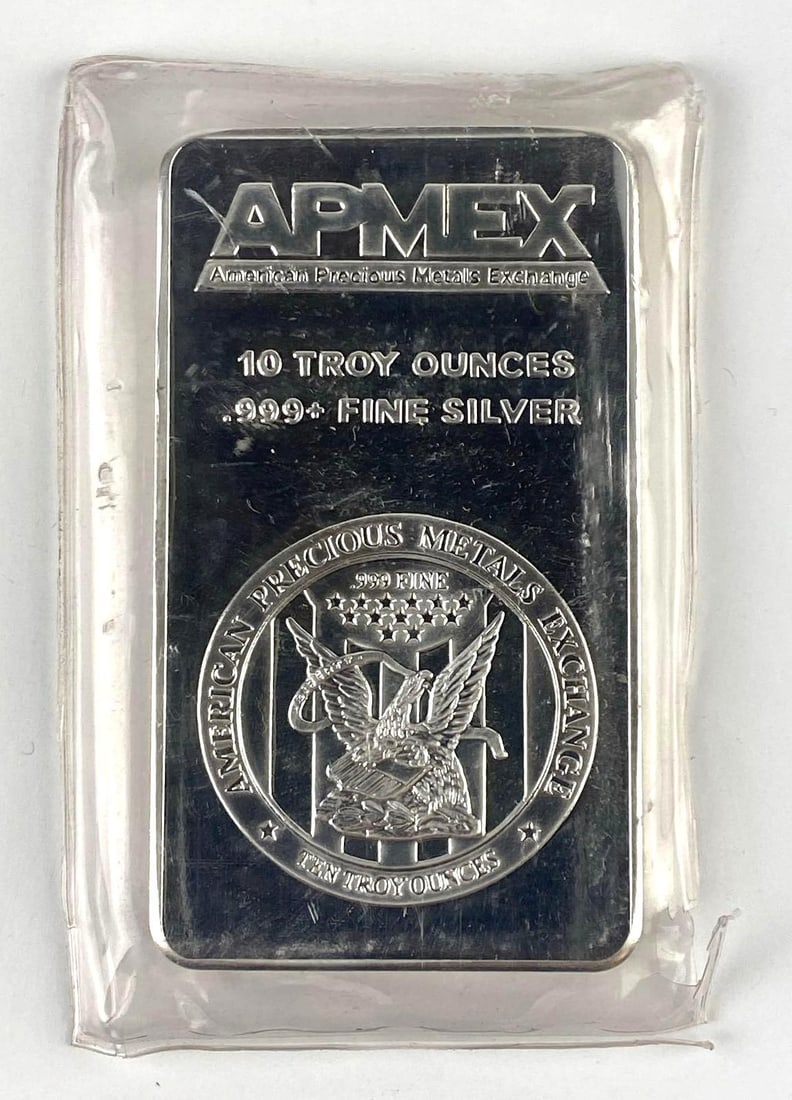 APMEX
American Precious Metals Exchange
10 TROY OUNCES
.999+ FINE SILVER
AMERICAN PRECIOUS METALS EXCHANGE
.999 FINE
LIBERTY
TEN TROY OUNCES